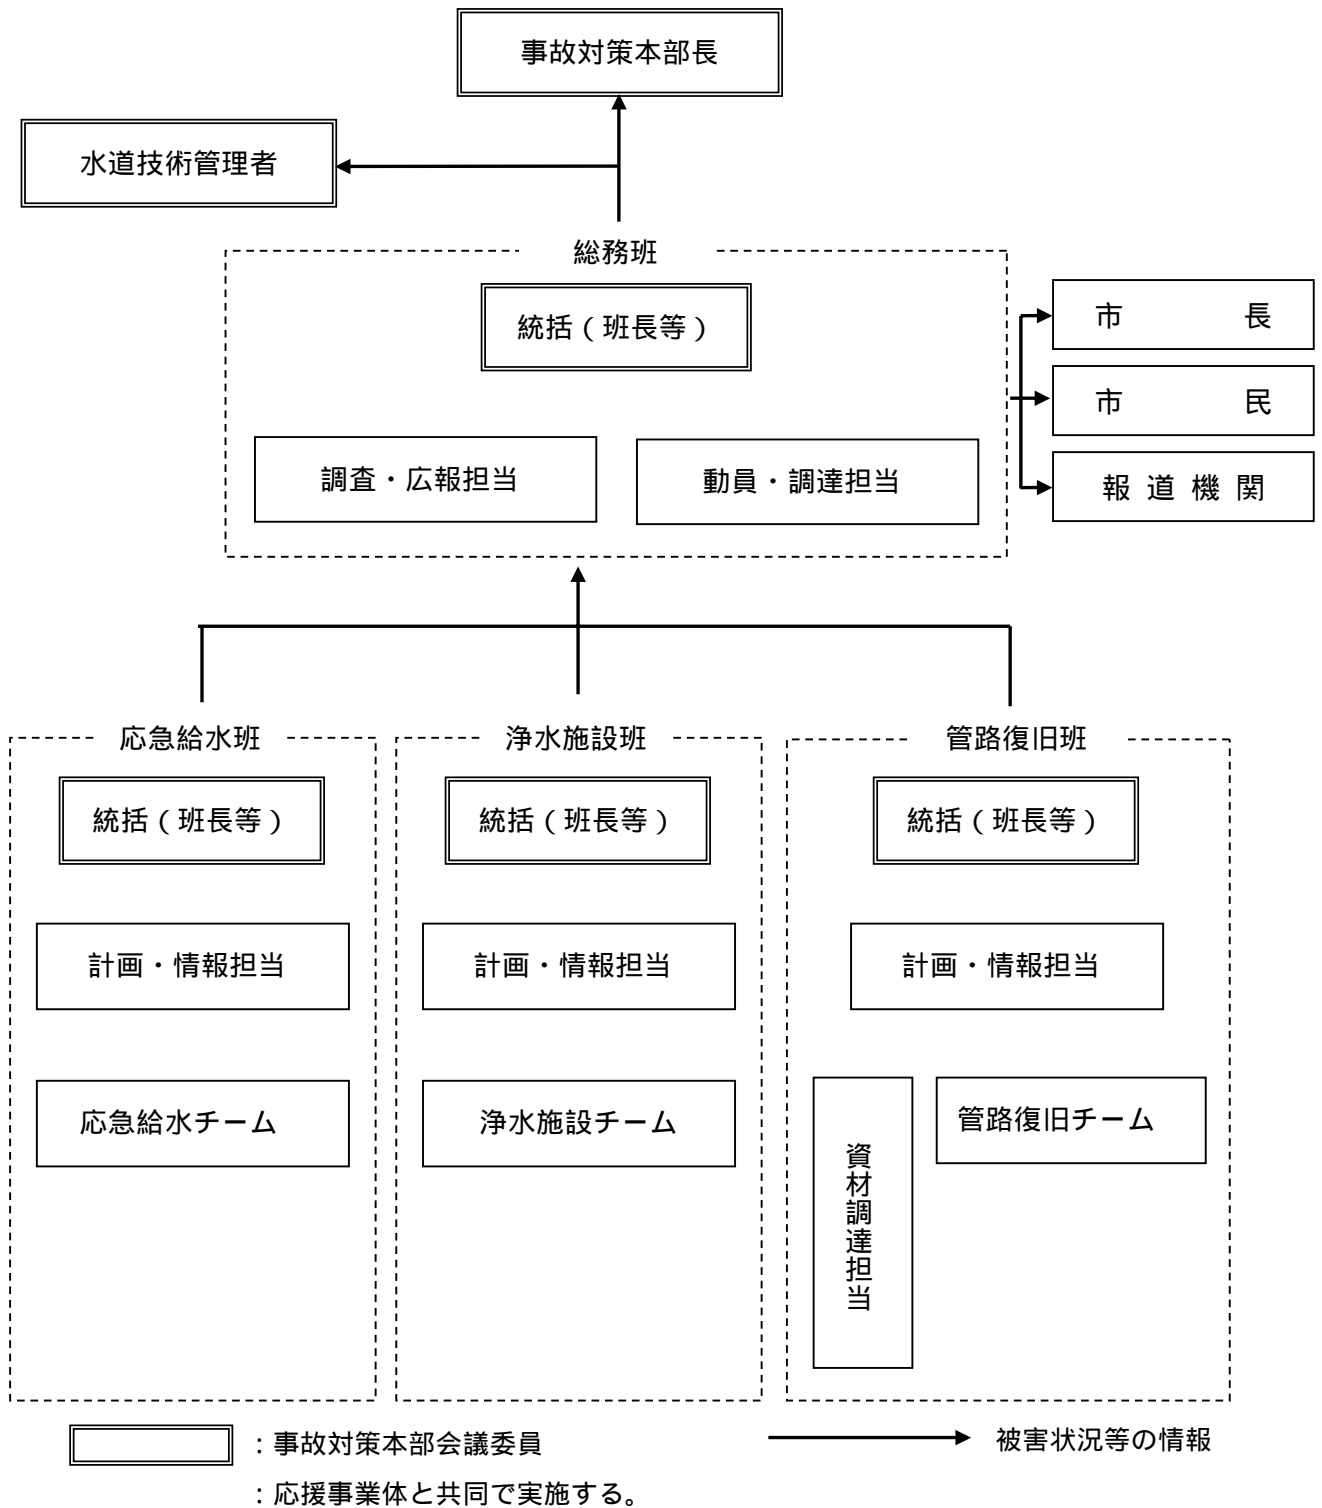 事故対策本部長
水道技術管理者
総務班
統括(班長等)
市長
市民
調査・広報担当
動員・調達担当
報道機関
応急給水班
浄水施設班
管路復旧班
統括(班長等)
統括(班長等)
統括(班長等)
計画・情報担当
計画・情報担当
計画・情報担当
応急給水チーム
浄水施設チーム
管路復旧チーム
資材調達担当
:事故対策本部会議委員
被害状況等の情報
:応援事業体と共同で実施する。